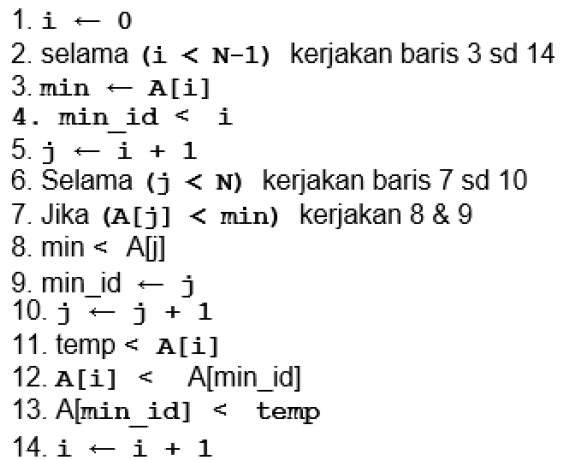 1. i ← 0
2. selama (i < N-1) kerjakan baris 3 sd 14
3. min ← A[i]
4. min_id < i
5. j ← i + 1
6. Selama (j < N) kerjakan baris 7 sd 10
7. Jika (A[j] < min) kerjakan 8 & 9
8. min < A[j]
9. min_id ← j
10. j ← j + 1
11. temp < A[i]
12. A[i] < A[min_id]
13. A[min_id] < temp
14. i ← i + 1